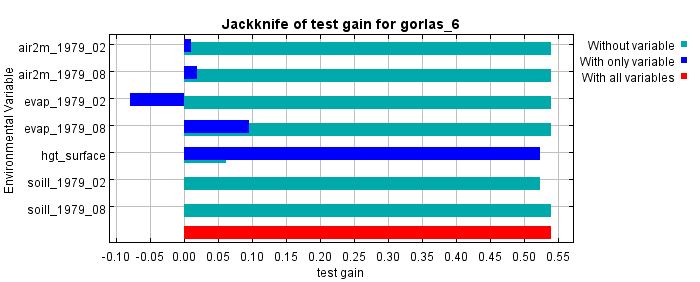 Jackknife of test gain for gorlas_6
Environmental Variable
air2m_1979_02
air2m_1979_08
evap_1979_02
evap_1979_08
hgt_surface
soill_1979_02
soill_1979_08
-0.10 -0.05 0.00 0.05 0.10 0.15 0.20 0.25 0.30 0.35 0.40 0.45 0.50 0.55
test gain
Without variable
With only variable
With all variables